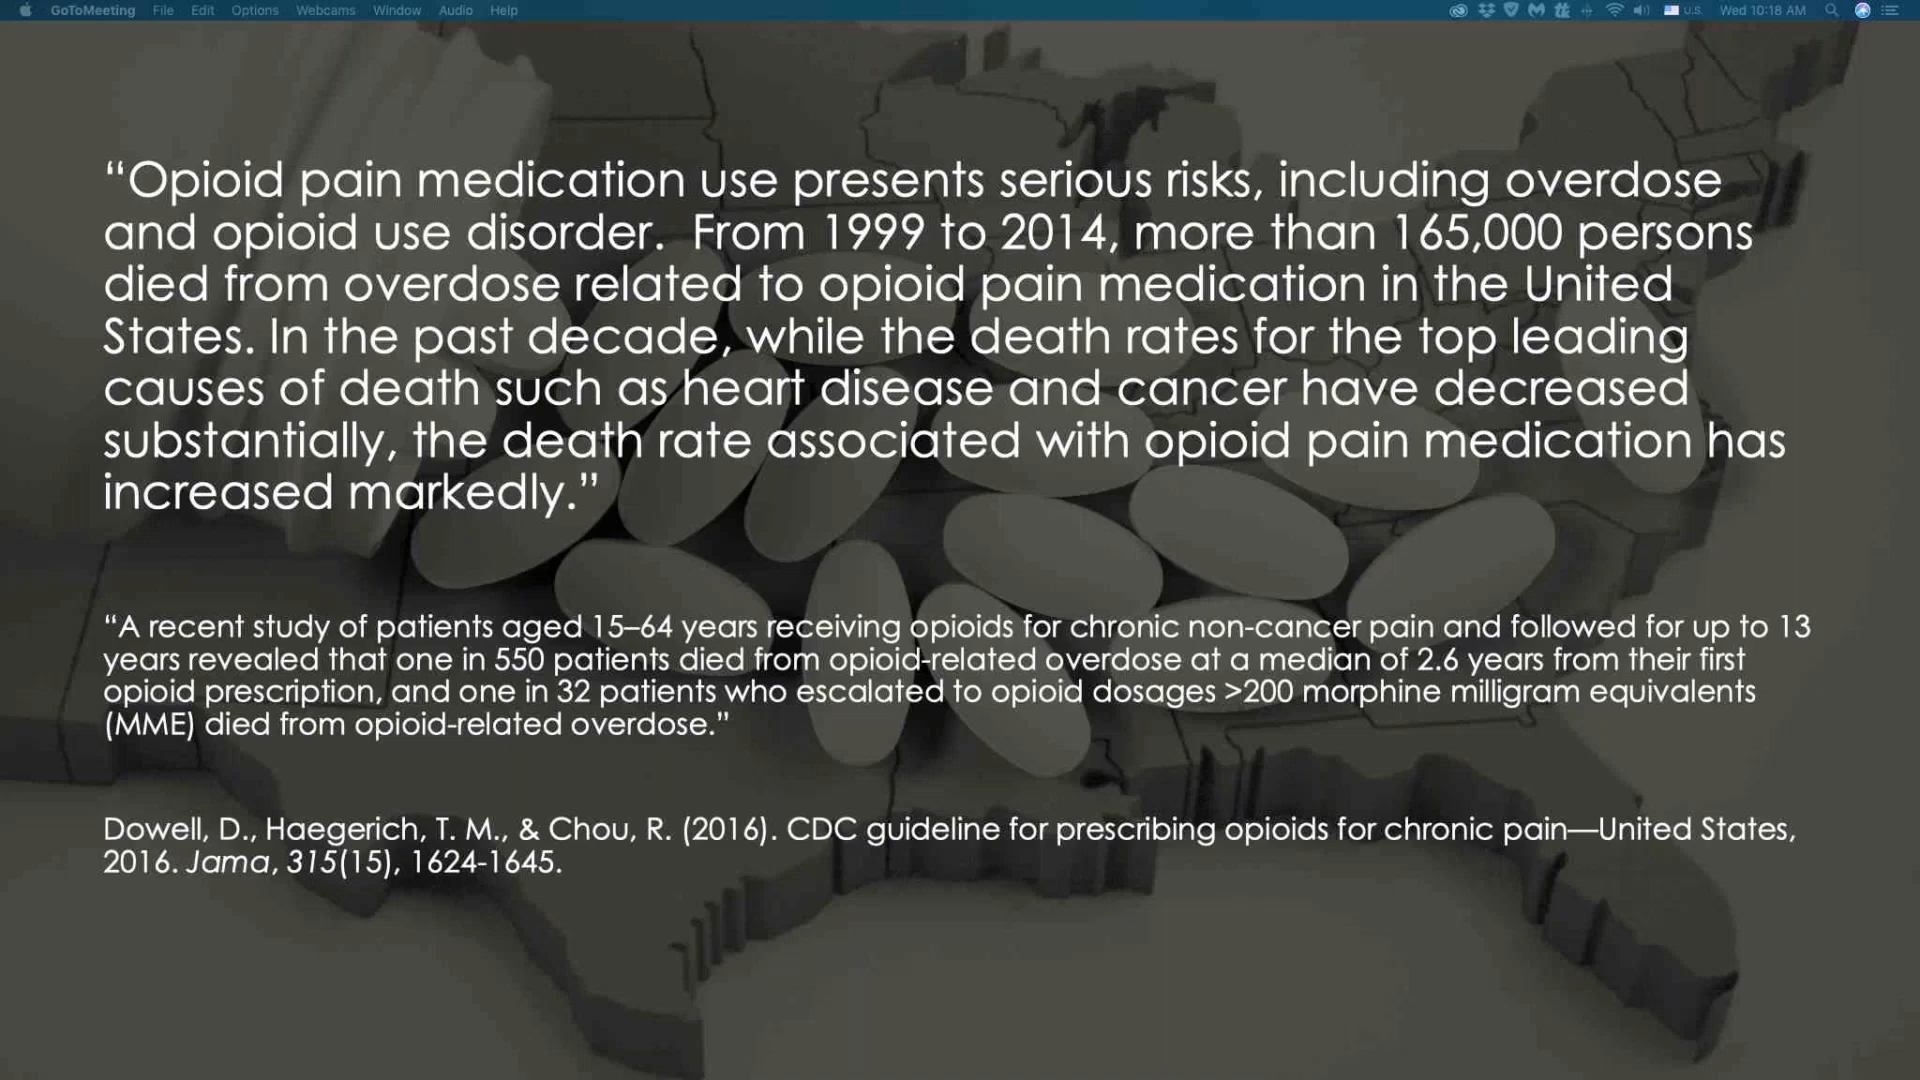 GoToMeeting File Edit Options Webcams Window Audio Help U.S. Wed 10:18 AM
“Opioid pain medication use presents serious risks, including overdose
and opioid use disorder. From 1999 to 2014, more than 165,000 persons
died from overdose related to opioid pain medication in the United
States. In the past decade, while the death rates for the top leading
causes of death such as heart disease and cancer have decreased
substantially, the death rate associated with opioid pain medication has
increased markedly.”
“A recent study of patients aged 15–64 years receiving opioids for chronic non-cancer pain and followed for up to 13
years revealed that one in 550 patients died from opioid-related overdose at a median of 2.6 years from their first
opioid prescription, and one in 32 patients who escalated to opioid dosages >200 morphine milligram equivalents
(MME) died from opioid-related overdose.”
Dowell, D., Haegerich, T. M., & Chou, R. (2016). CDC guideline for prescribing opioids for chronic pain—United States,
2016. Jama, 315(15), 1624-1645.